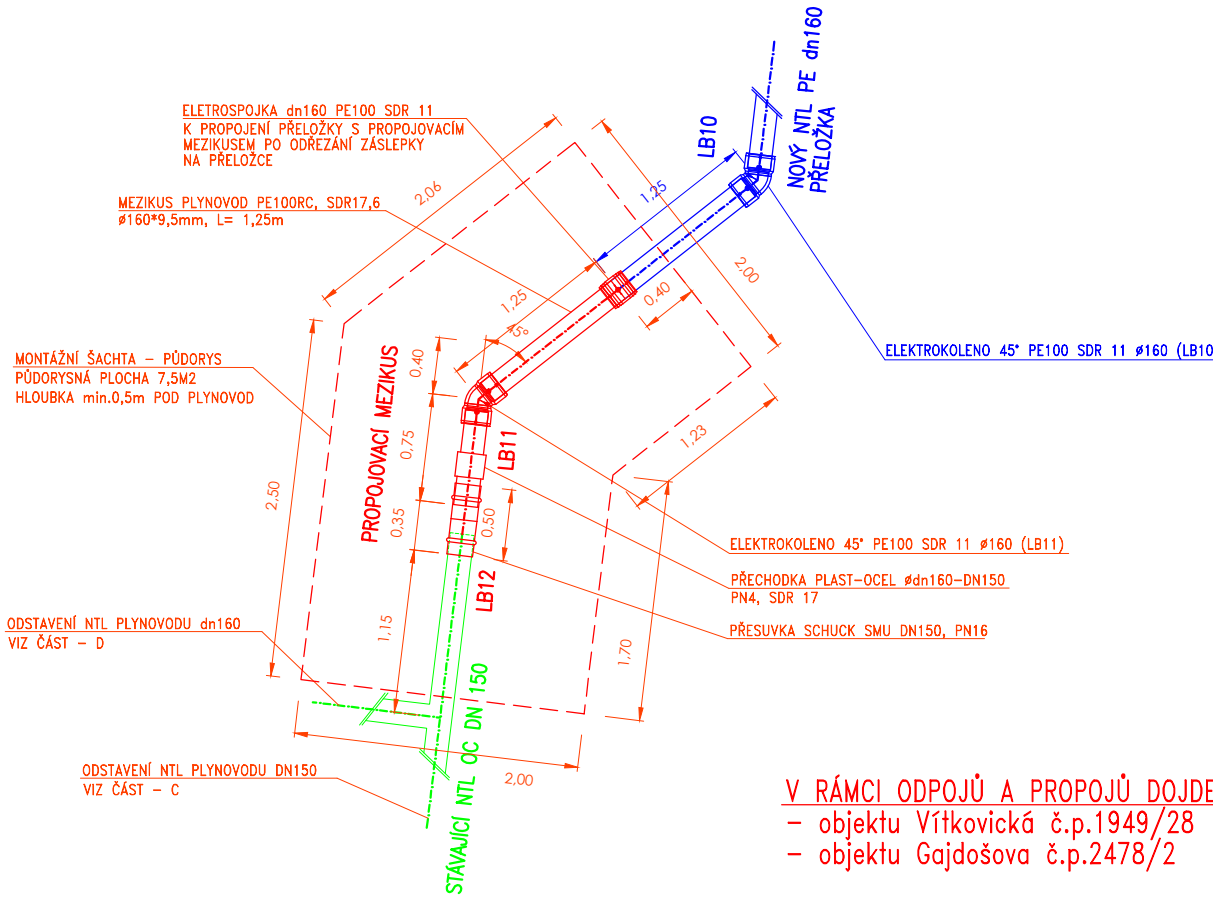 ELETROSPOJKA dn160 PE100 SDR 11
K PROPOJENÍ PŘELOŽKY S PROPOJOVACÍM
MEZIKUSEM PO ODŘEZÁNÍ ZÁSLEPKY
NA PŘELOŽCE
MEZIKUS PLYNOVOD PE100RC, SDR17,6
ø160*9,5mm, L= 1,25m
MONTÁŽNÍ ŠACHTA – PŮDORYS
PŮDORYSNÁ PLOCHA 7,5M2
HLOUBKA min.0,5m POD PLYNOVOD
ODSTAVENÍ NTL PLYNOVODU dn160
VIZ ČÁST – D
ODSTAVENÍ NTL PLYNOVODU DN150
VIZ ČÁST – C
2,06
1,25
2,00
0,40
1,25
45°
0,40
0,75
0,35
0,50
1,15
2,50
1,23
1,70
2,00
LB10
NOVÝ NTL PE dn160
PŘELOŽKA
PROPOJOVACÍ MEZIKUS
LB11
LB12
STÁVAJÍCÍ NTL OC DN 150
ELEKTROKOLENO 45° PE100 SDR 11 ø160 (LB10
ELEKTROKOLENO 45° PE100 SDR 11 ø160 (LB11)
PŘECHODKA PLAST-OCEL ødn160-DN150
PN4, SDR 17
PŘESUVKA SCHUCK SMU DN150, PN16
V RÁMCI ODPOJŮ A PROPOJŮ DOJDE
– objektu Vítkovická č.p.1949/28
– objektu Gajdošova č.p.2478/2